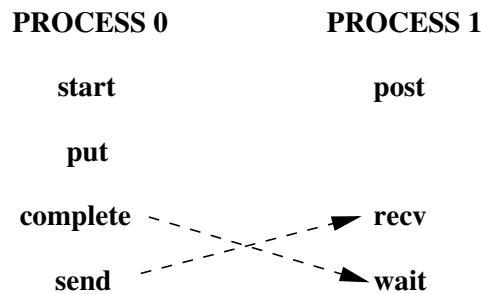 PROCESS 0 PROCESS 1
start post
put
complete recv
send wait